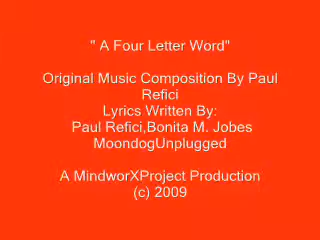 " A Four Letter Word"
Original Music Composition By Paul
Refici
Lyrics Written By:
Paul Refici,Bonita M. Jobes
MoondogUnplugged
A MindworXProject Production
(c) 2009